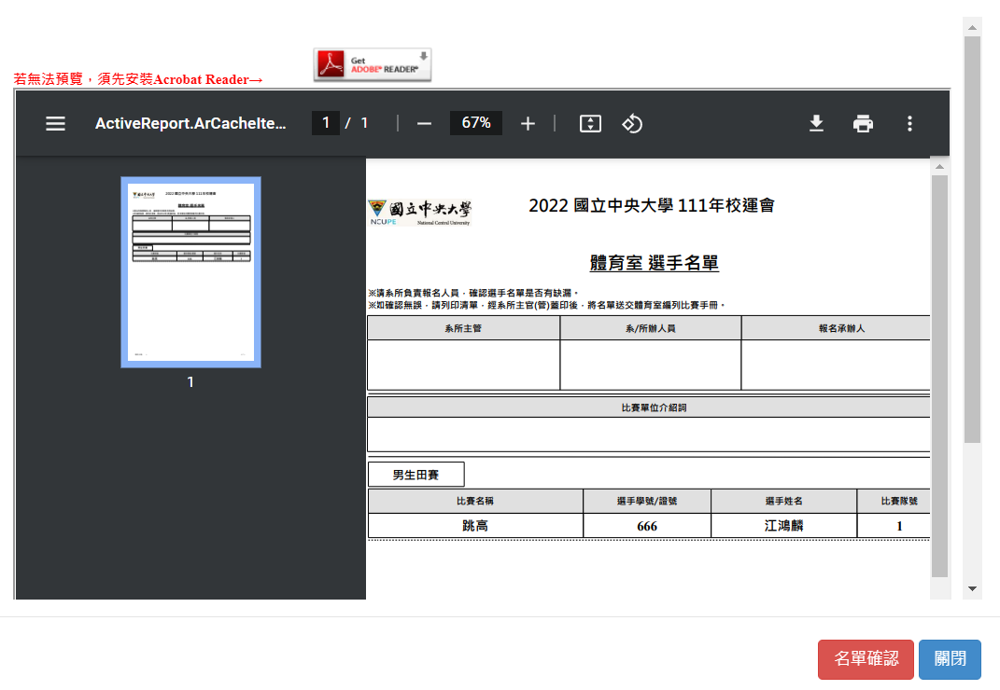 若無法預覽，須先安裝Acrobat Reader→
Get
ADOBE® READER®
ActiveReport.ArCacheIte...
1 / 1
67%
1
國立中央大學
NCUPE National Central University
2022 國立中央大學 111年校運會
體育室 選手名單
※請系所負責報名人員，確認選手名單是否有缺漏。
※如確認無誤，請列印清單，經系所主官(管)蓋印後，將名單送交體育室編列比賽手冊。
系所主管 系/所辦人員 報名承辦人
比賽單位介紹詞
男生田賽
比賽名稱 選手學號/證號 選手姓名 比賽隊號
跳高 666 江鴻麟 1
名單確認 關閉